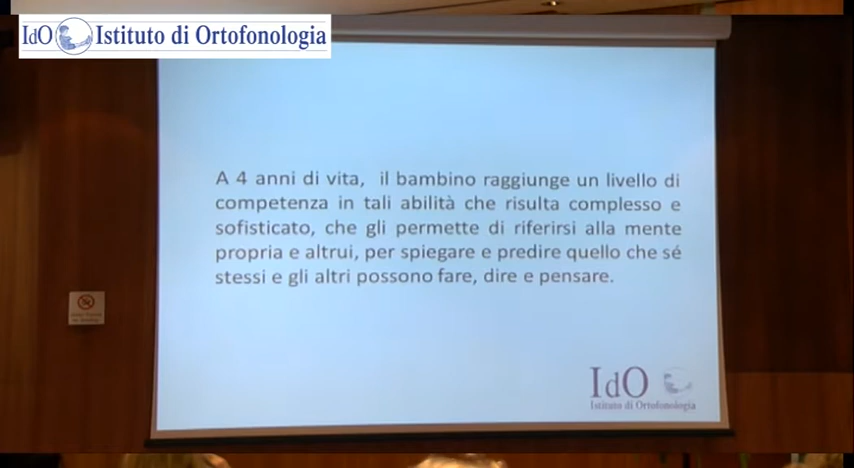 IdO Istituto di Ortofonologia
A 4 anni di vita, il bambino raggiunge un livello di
competenza in tali abilità che risulta complesso e
sofisticato, che gli permette di riferirsi alla mente
propria e altrui, per spiegare e predire quello che sé
stessi e gli altri possono fare, dire e pensare.
IdO
Istituto di Ortofonologia